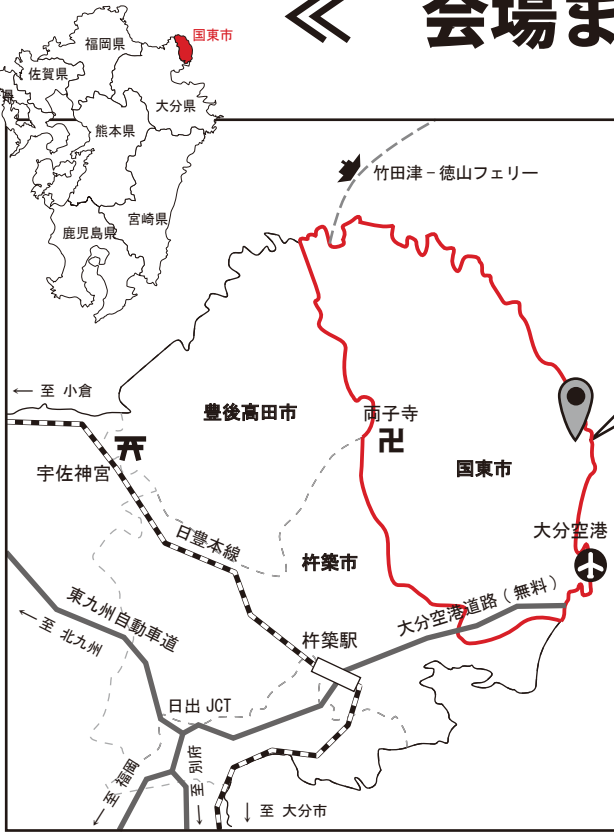 ≪ 会場ま
福岡県
国東市
佐賀県
県
大分県
熊本県
宮崎県
鹿児島県
竹田津－徳山フェリー
← 至 小倉
豊後高田市
両子寺
卍
宇佐神宮
国東市
日豊本線
大分空港
杵築市
東九州自動車道
大分空港道路（無料）
← 至 北九州
杵築駅
日出 JCT
← 至 福岡
← 至 別府
↓ 至 大分市